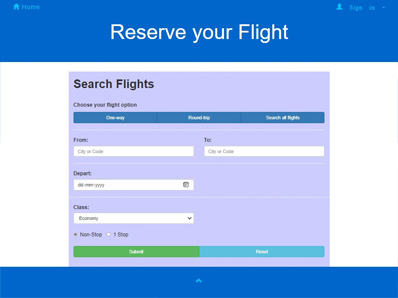 Home Sign in
Reserve your Flight
Search Flights
Choose your flight option
One-way Round-trip Search all flights
From: To:
City or Code City or Code
Depart:
dd-mm-yyyy
Class:
Economy
Non-Stop 1 Stop
Submit Reset